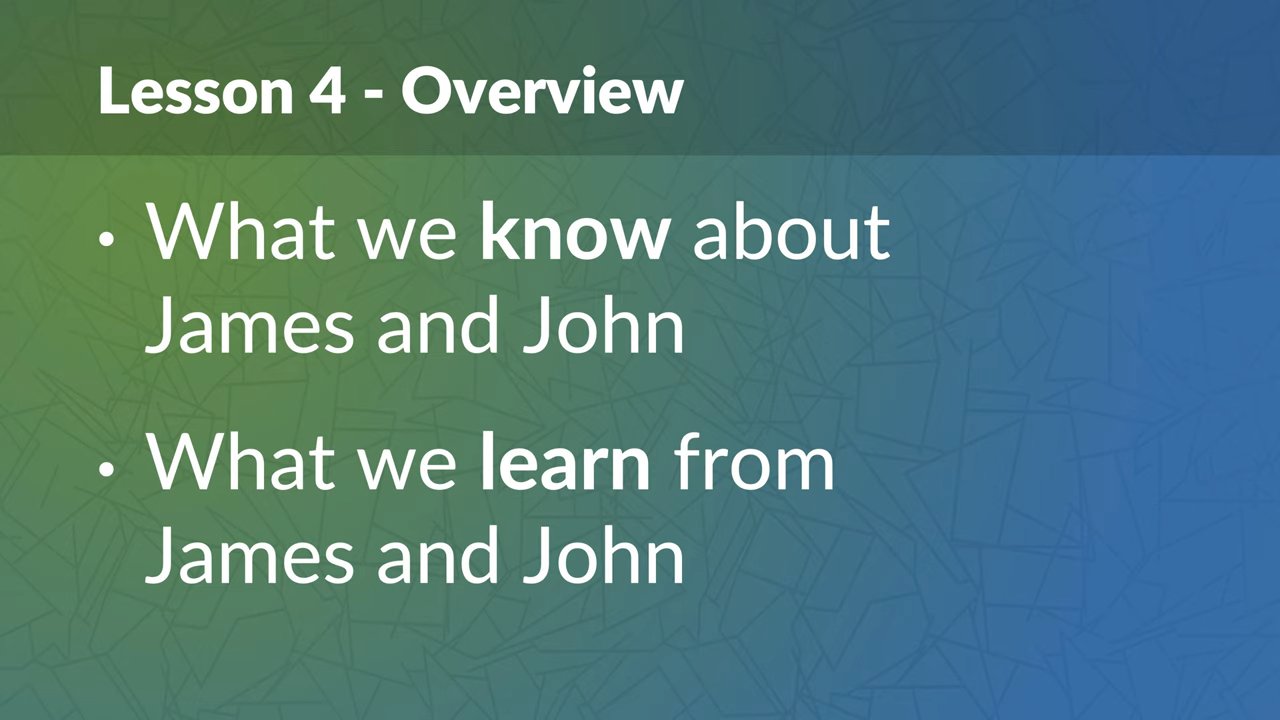 Lesson 4 - Overview
• What we know about
James and John
• What we learn from
James and John